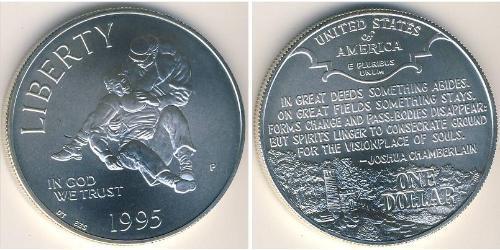 LIBERTY
IN GOD
WE TRUST
P
1995
UNITED STATES
of
AMERICA
E PLURIBUS
UNUM
IN GREAT DEEDS SOMETHING ABIDES.
ON GREAT FIELDS SOMETHING STAYS.
FORMS CHANGE AND PASS; BODIES DISAPPEAR;
BUT SPIRITS LINGER TO CONSECRATE GROUND
FOR THE VISIONPLACE OF SOULS.
—JOSHUA CHAMBERLAIN
ONE
DOLLAR